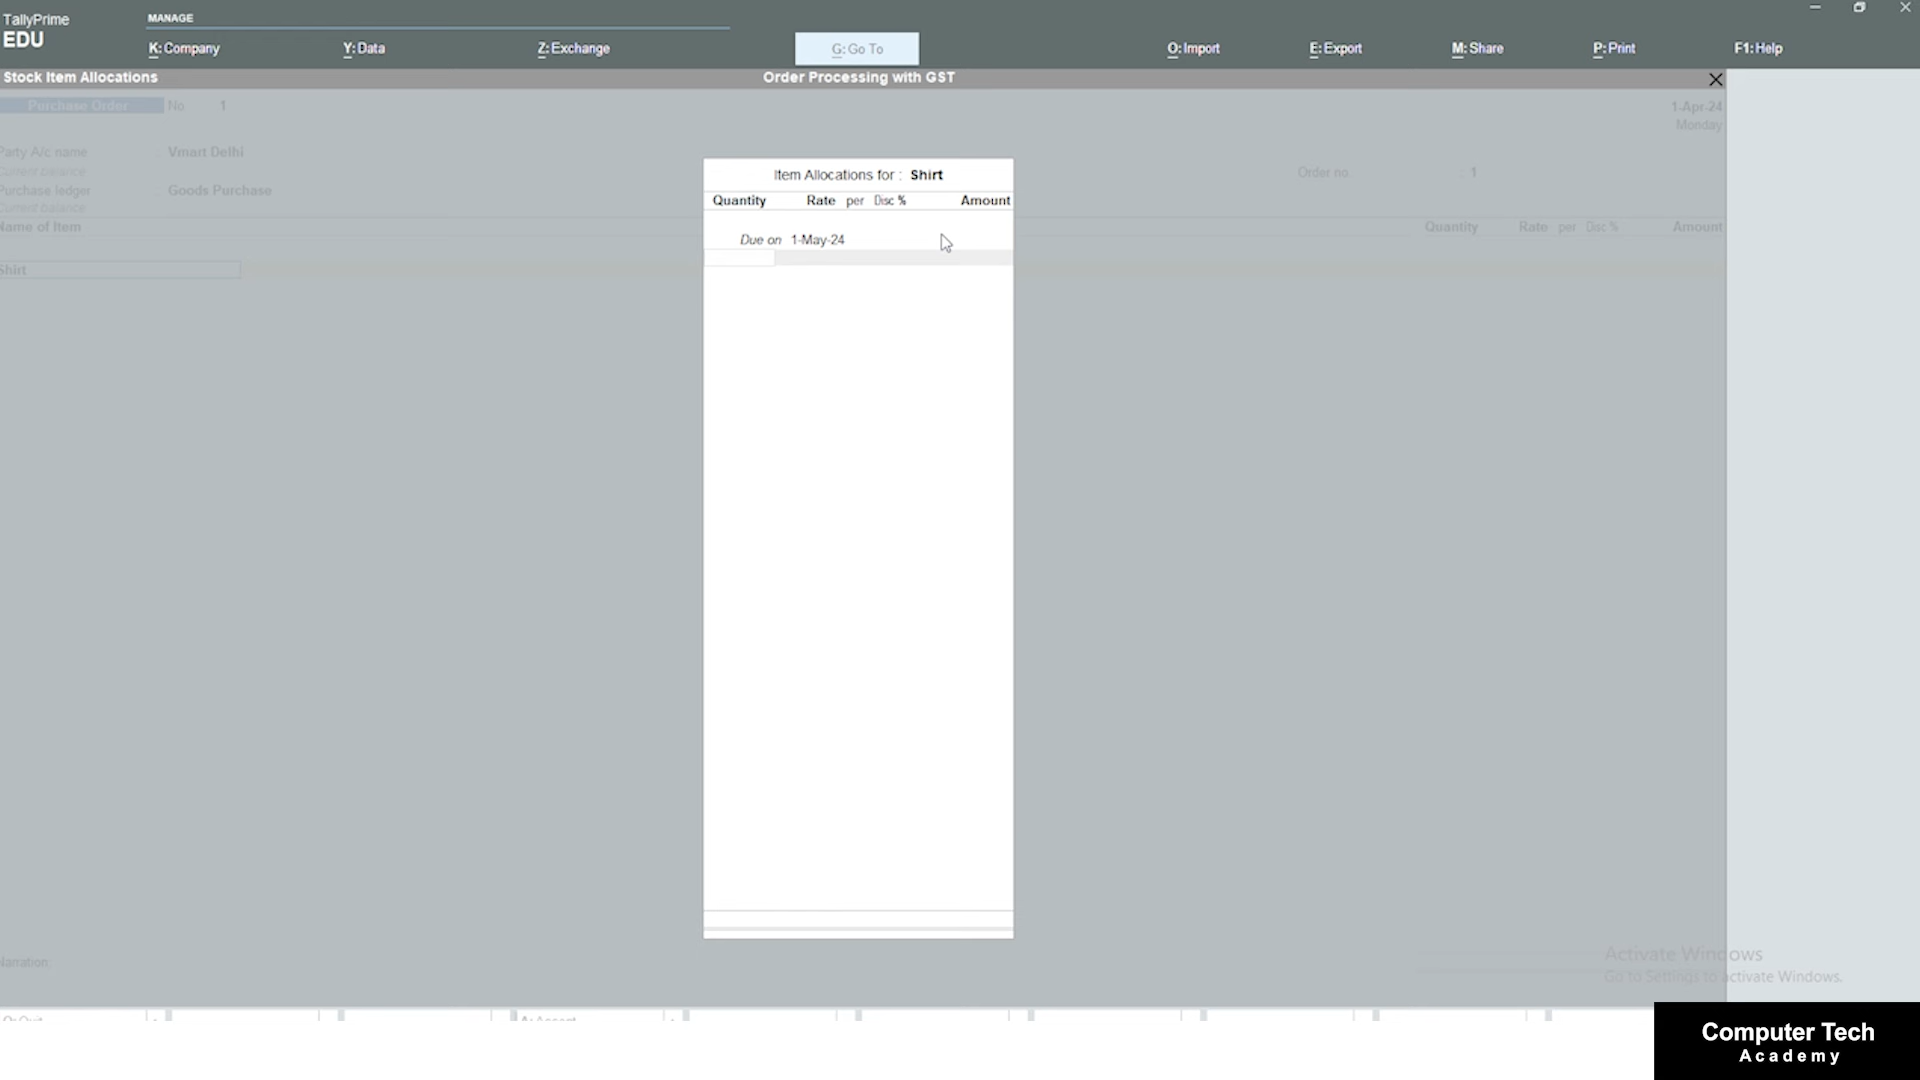 TallyPrime
EDU
MANAGE
K: Company
Y: Data
Z: Exchange
G: Go To
O: Import
E: Export
M: Share
P: Print
F1: Help
Stock Item Allocations
Order Processing with GST
Purchase Order No 1
1-Apr-24
Monday
Party A/c name : Vmart Delhi
Current balance
Order no : 1
Purchase ledger : Goods Purchase
Current balance
Name of Item
Quantity Rate per Disc % Amount
Shirt
Item Allocations for : Shirt
Quantity Rate per Disc % Amount
Due on 1-May-24
Narration:
Activate Windows
Go to Settings to activate Windows.
Computer Tech
Academy